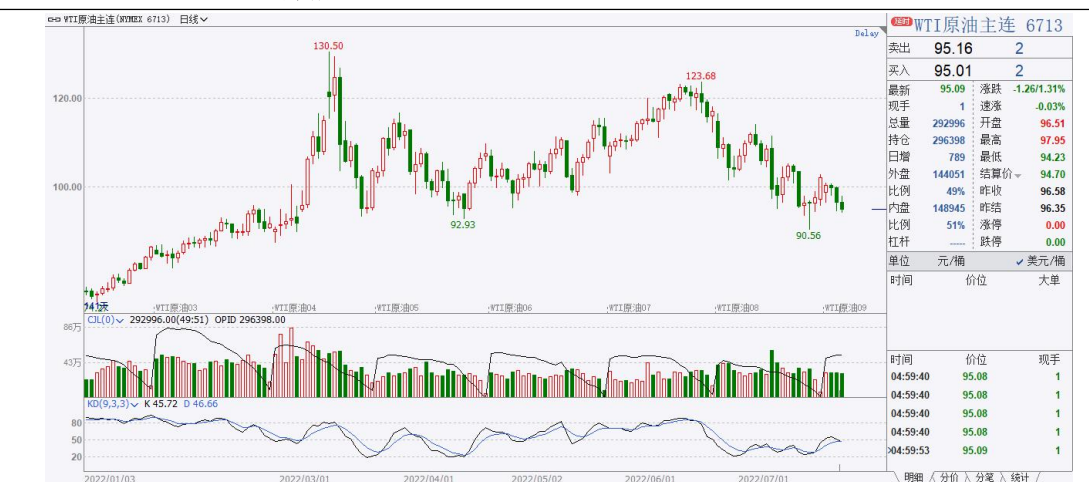 WTI原油主连(NYMEX 6713) 日线
Delay
130.50
123.68
120.00
100.00
92.93
90.56
141天
WTI原油03
WTI原油04
WTI原油05
WTI原油06
WTI原油07
WTI原油08
WTI原油09
CJL(0) 292996.00(49:51) OPID 296398.00
86万
43万
KD(9,3,3) K 45.72 D 46.66
80
50
20
2022/01/03
2022/03/01
2022/04/01
2022/05/02
2022/06/01
2022/07/01
WTI原油主连 6713
卖出 95.16 2
买入 95.01 2
最新 95.09 涨跌 -1.26/1.31%
现手 1 速涨 -0.03%
总量 292996 开盘 96.51
持仓 296398 最高 97.95
日增 789 最低 94.23
外盘 144051 结算价 94.70
比例 49% 昨收 96.58
内盘 148945 昨结 96.35
比例 51% 涨停 0.00
杠杆 ----- 跌停 0.00
单位 元/桶 美元/桶
时间 价位 大单
时间 价位 现手
04:59:40 95.08 1
04:59:40 95.08 1
04:59:40 95.08 1
04:59:40 95.08 1
04:59:53 95.09 1
明细 分价 分笔 统计